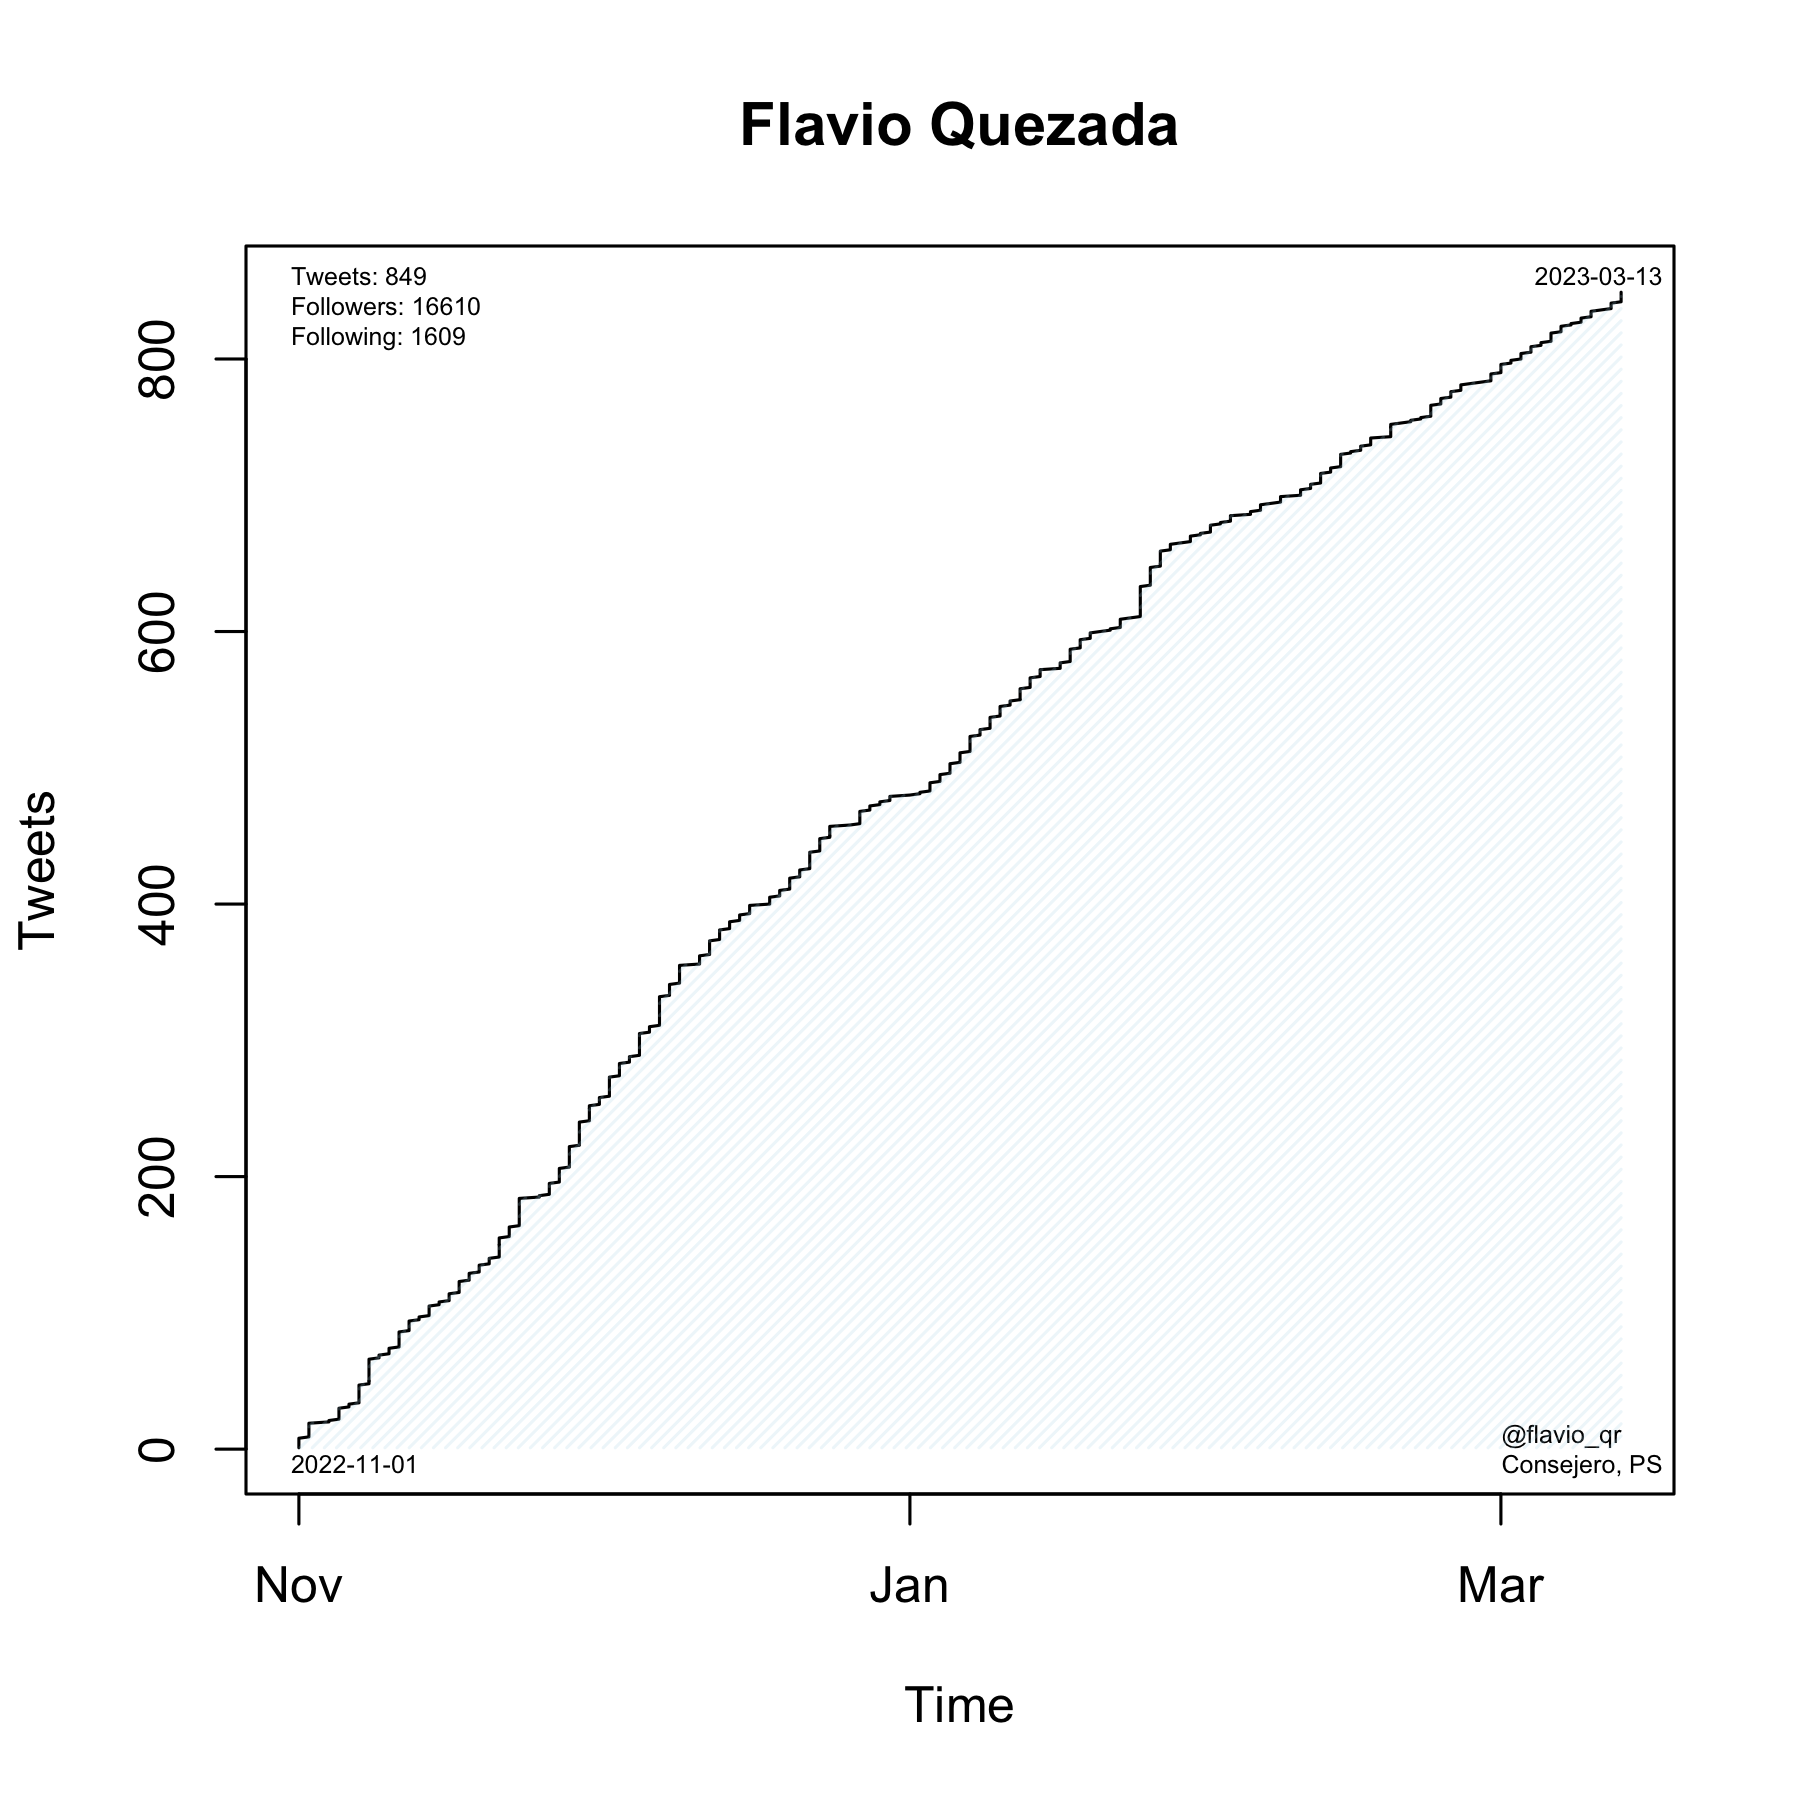 Flavio Quezada
Tweets: 849
Followers: 16610
Following: 1609
2023-03-13
800
600
400
200
0
Tweets
2022-11-01
@flavio_qr
Consejero, PS
Nov
Jan
Mar
Time